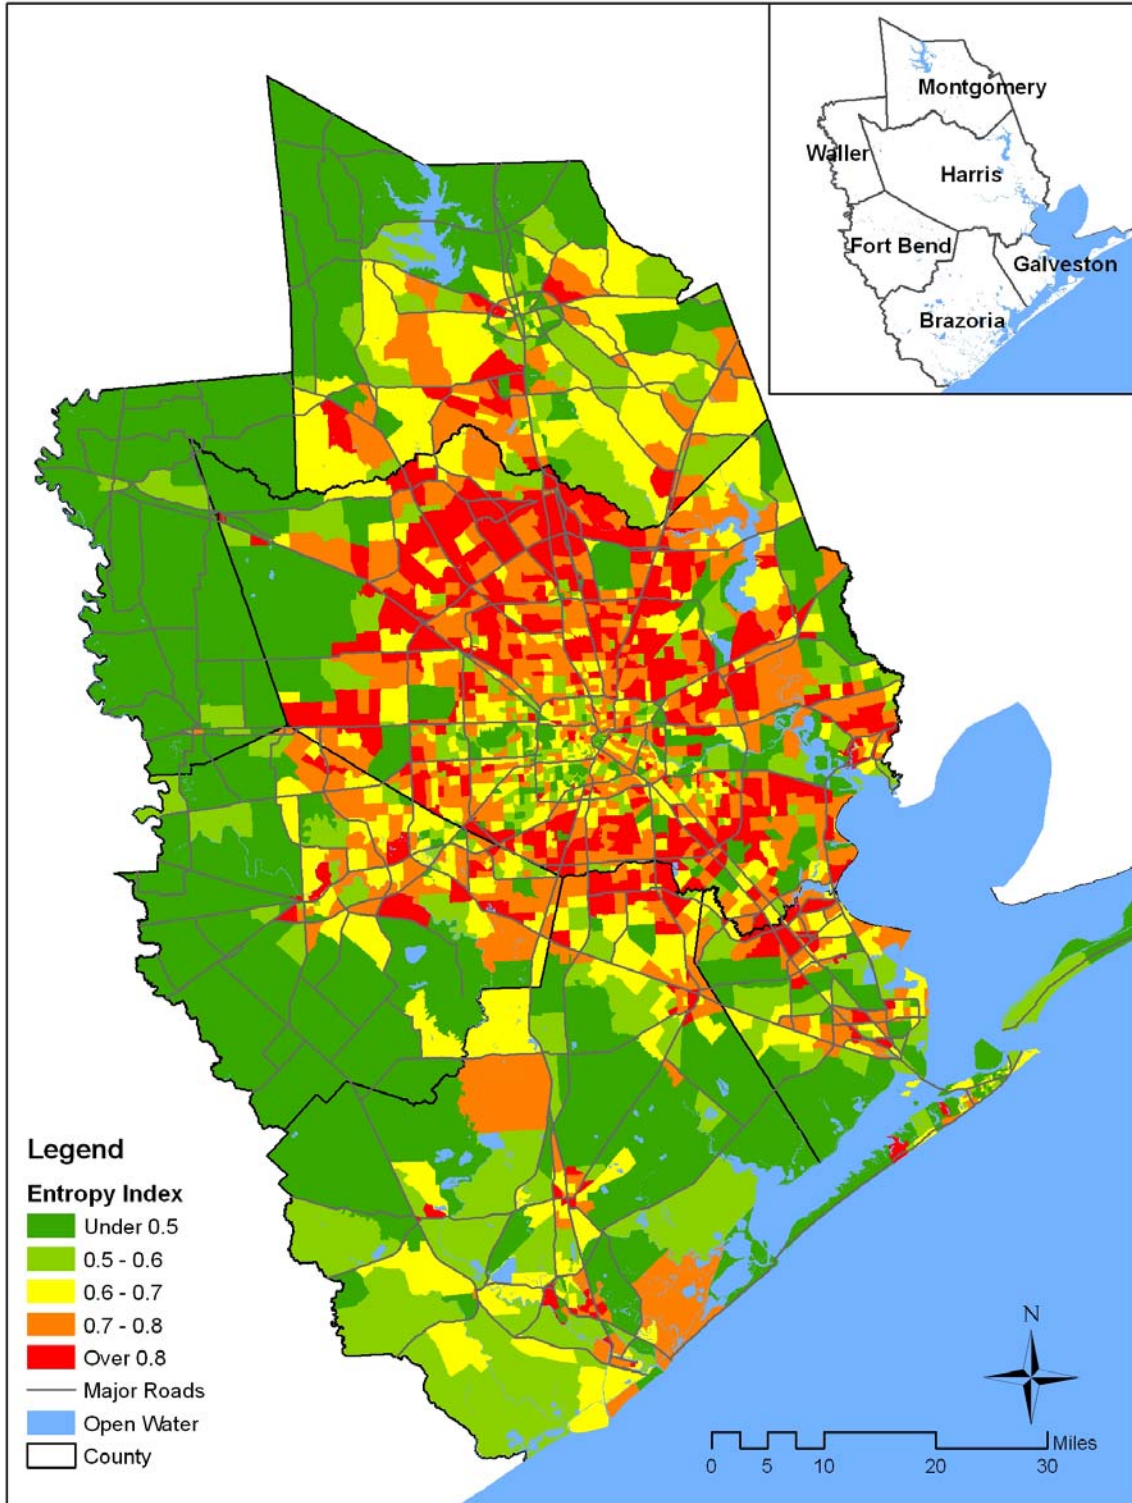 Montgomery
Waller
Harris
Fort Bend
Galveston
Brazoria
Legend
Entropy Index
Under 0.5
0.5 - 0.6
0.6 - 0.7
0.7 - 0.8
Over 0.8
Major Roads
Open Water
County
N
Miles
0 5 10 20 30